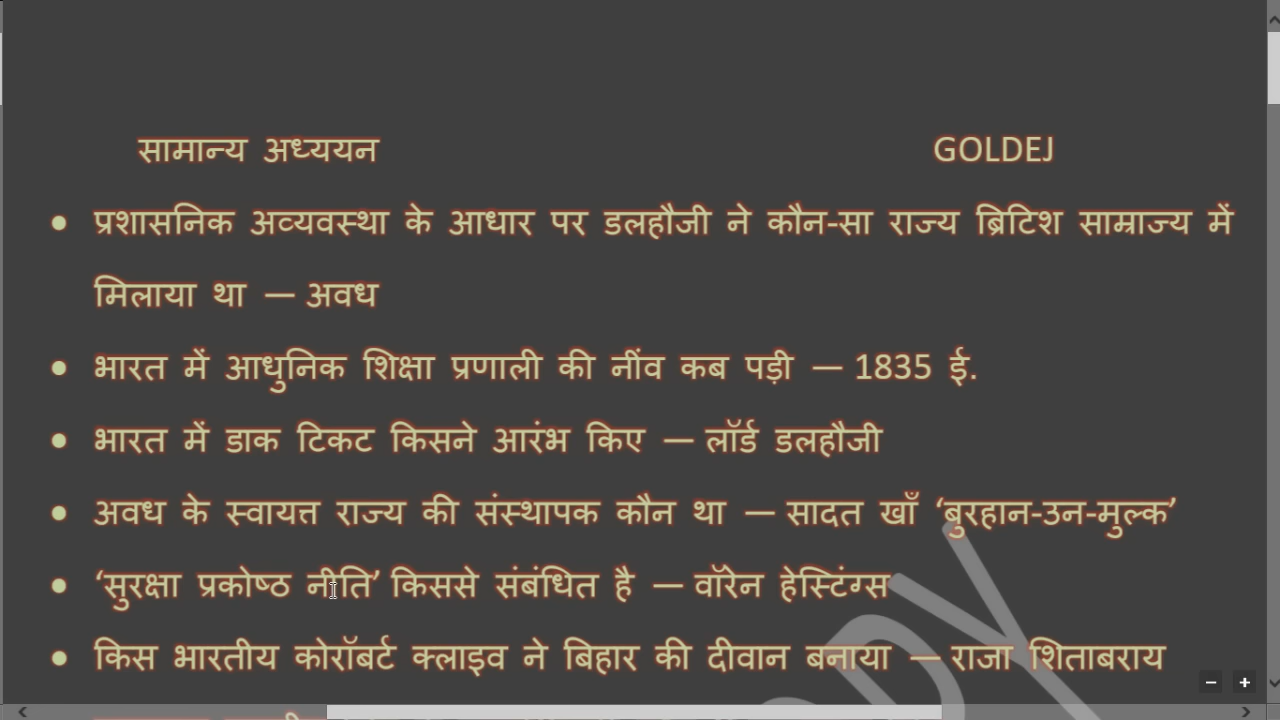 सामान्य अध्ययन GOLDEJ
• प्रशासनिक अव्यवस्था के आधार पर डलहौजी ने कौन-सा राज्य ब्रिटिश साम्राज्य में
मिलाया था — अवध
• भारत में आधुनिक शिक्षा प्रणाली की नींव कब पड़ी — 1835 ई.
• भारत में डाक टिकट किसने आरंभ किए — लॉर्ड डलहौजी
• अवध के स्वायत्त राज्य की संस्थापक कौन था — सादत खाँ ‘बुरहान-उन-मुल्क’
• ‘सुरक्षा प्रकोष्ठ नीति’ किससे संबंधित है — वॉरेन हेस्टिंग्स
• किस भारतीय कोरॉबर्ट क्लाइव ने बिहार की दीवान बनाया — राजा शिताबराय